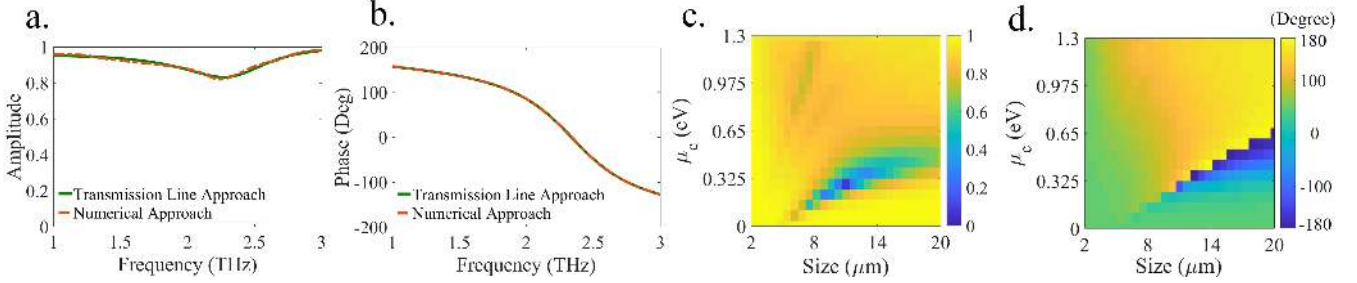 a.
Amplitude
1
0.8
0.6
0.4
0.2
0
Transmission Line Approach
Numerical Approach
1
1.5
2
2.5
3
Frequency (THz)
b.
Phase (Deg)
200
100
0
-100
-200
Transmission Line Approach
Numerical Approach
1
2
3
Frequency (THz)
c.
μc (eV)
1.3
0.975
0.65
0.325
0
2
8
14
20
Size (μm)
1
0.8
0.6
0.4
0.2
0
d.
(Degree)
μc (eV)
1.3
0.975
0.65
0.325
0
2
8
14
20
Size (μm)
180
100
0
-100
-180